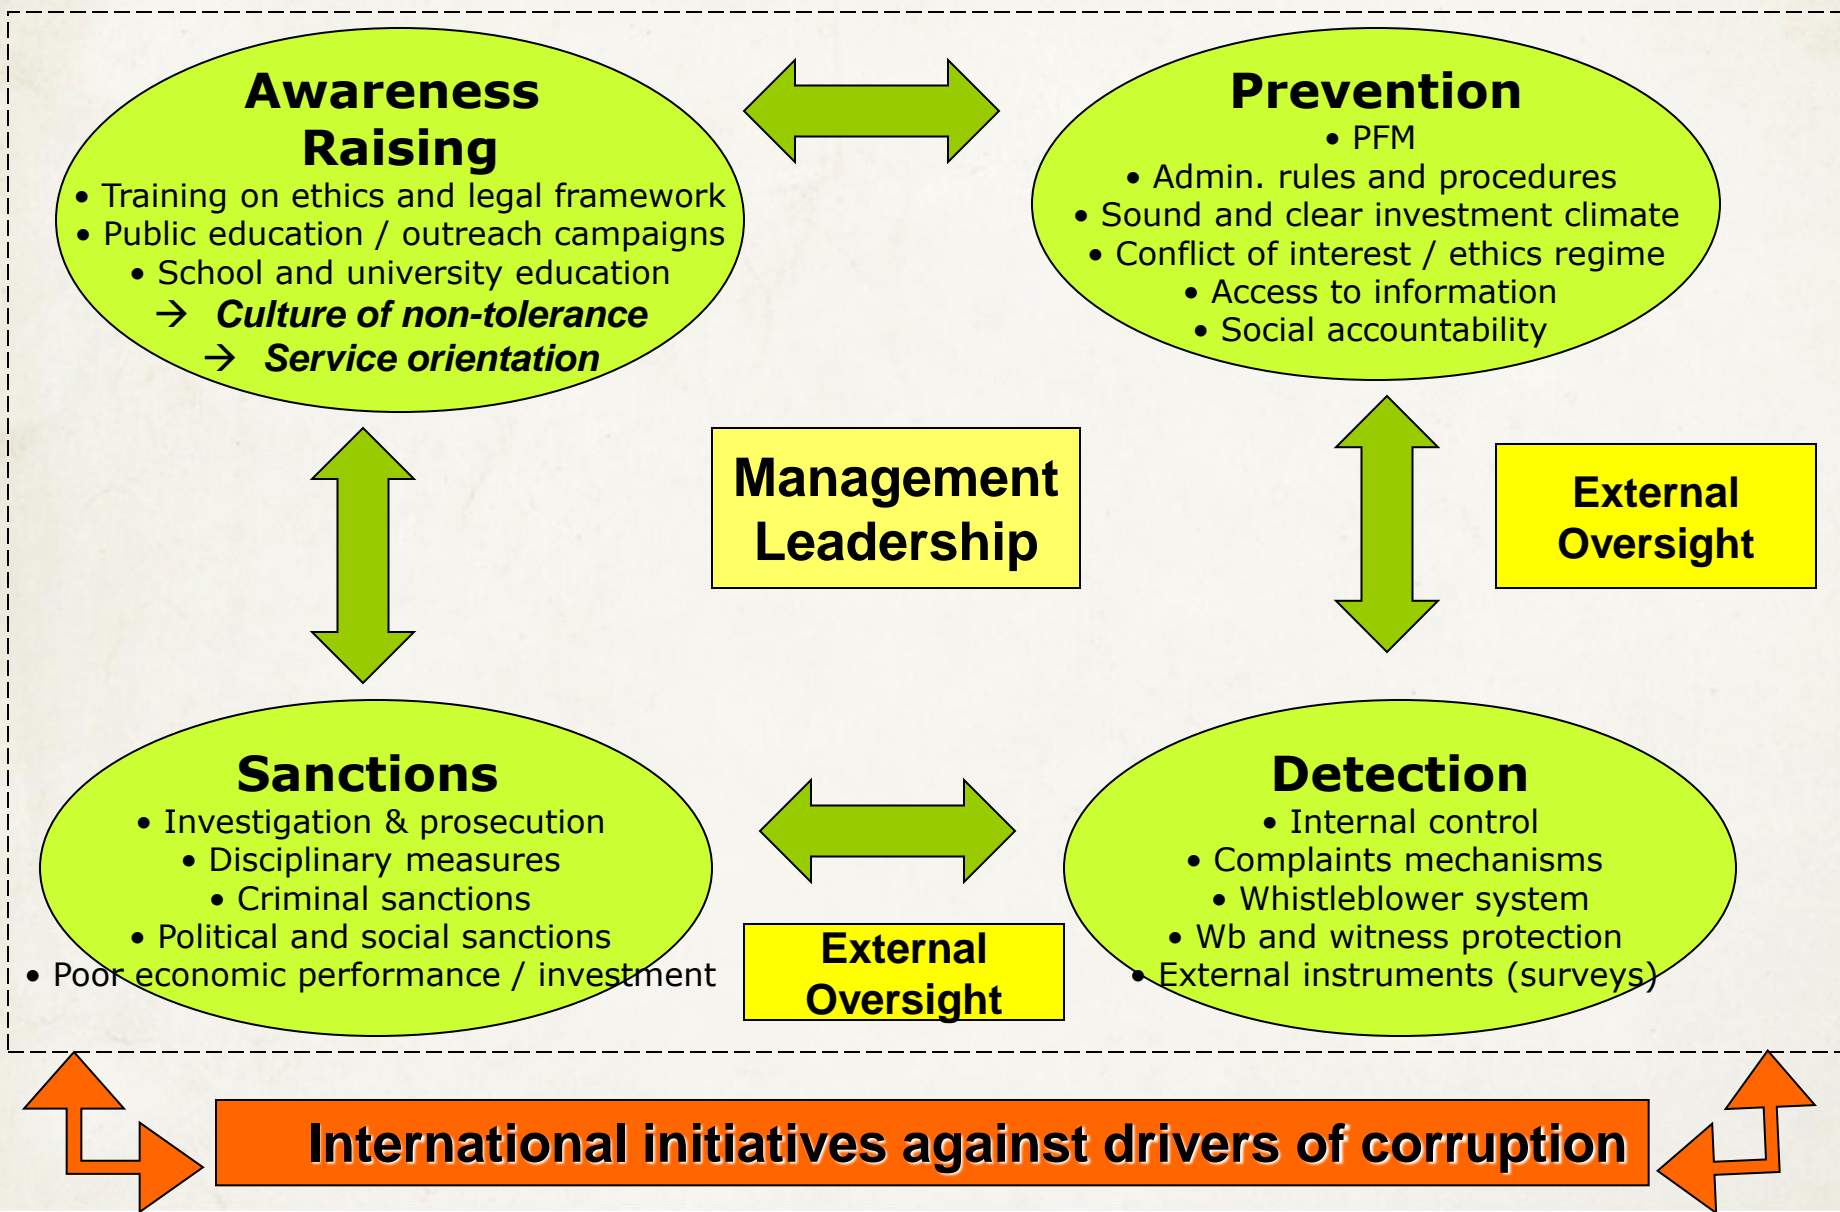 Awareness
Raising
• Training on ethics and legal framework
• Public education / outreach campaigns
• School and university education
→ Culture of non-tolerance
→ Service orientation
Prevention
• PFM
• Admin. rules and procedures
• Sound and clear investment climate
• Conflict of interest / ethics regime
• Access to information
• Social accountability
Management
Leadership
External
Oversight
Sanctions
• Investigation & prosecution
• Disciplinary measures
• Criminal sanctions
• Political and social sanctions
• Poor economic performance / investment
External
Oversight
Detection
• Internal control
• Complaints mechanisms
• Whistleblower system
• Wb and witness protection
• External instruments (surveys)
International initiatives against drivers of corruption